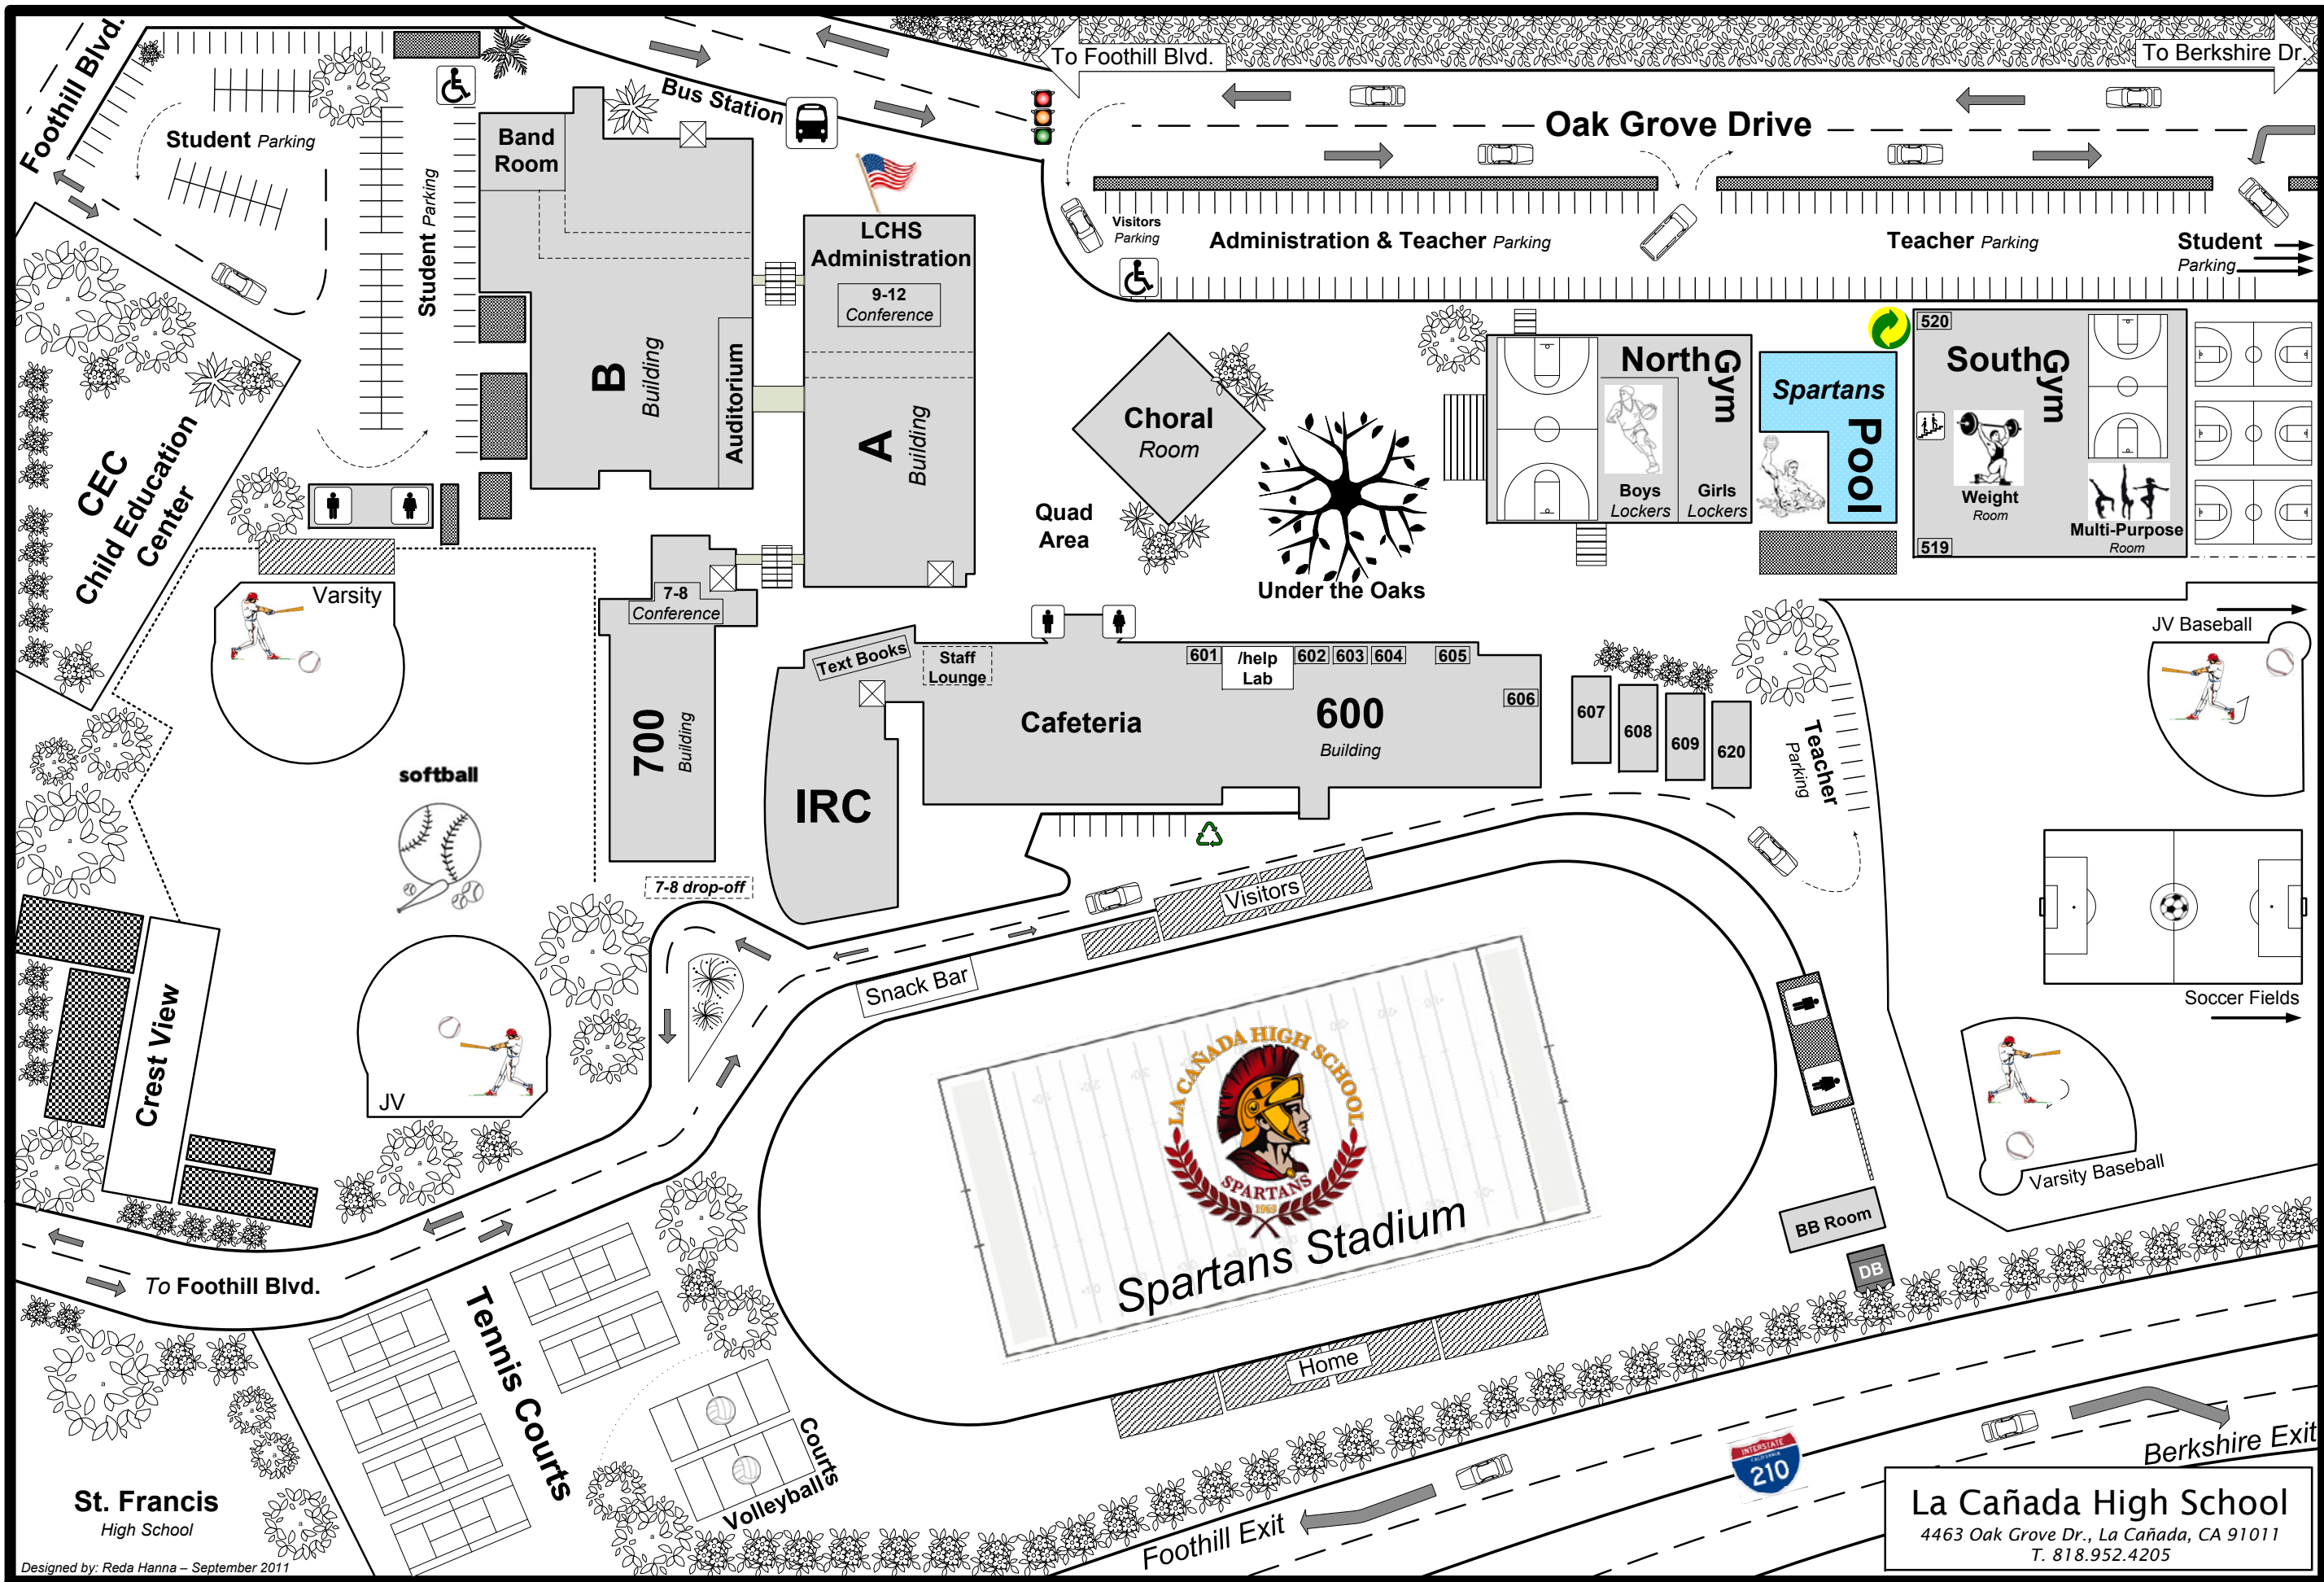 Foothill Blvd.
To Foothill Blvd.
To Berkshire Dr.
Bus Station
Oak Grove Drive
Student Parking
Student Parking
Band
Room
B
Building
Auditorium
LCHS
Administration
9-12
Conference
A
Building
Visitors
Parking
Administration & Teacher Parking
Teacher Parking
Student
Parking
CEC
Child Education
Center
Choral
Room
Quad
Area
Under the Oaks
North Gym
Boys
Lockers
Girls
Lockers
Spartans
Pool
520
South Gym
Weight
Room
519
Multi-Purpose
Room
Varsity
softball
JV
7-8
Conference
700
Building
7-8 drop-off
Text Books
Staff
Lounge
IRC
Cafeteria
601
/help
Lab
602
603
604
605
606
600
Building
607
608
609
620
Teacher
Parking
JV Baseball
Soccer Fields
Varsity Baseball
Crest View
Snack Bar
Visitors
LA CAÑADA HIGH SCHOOL
SPARTANS
1963
Spartans Stadium
Home
BB Room
DB
To Foothill Blvd.
Tennis Courts
Volleyballs
Courts
St. Francis
High School
Foothill Exit
INTERSTATE
CALIFORNIA
210
Berkshire Exit
La Cañada High School
4463 Oak Grove Dr., La Cañada, CA 91011
T. 818.952.4205
Designed by: Reda Hanna – September 2011